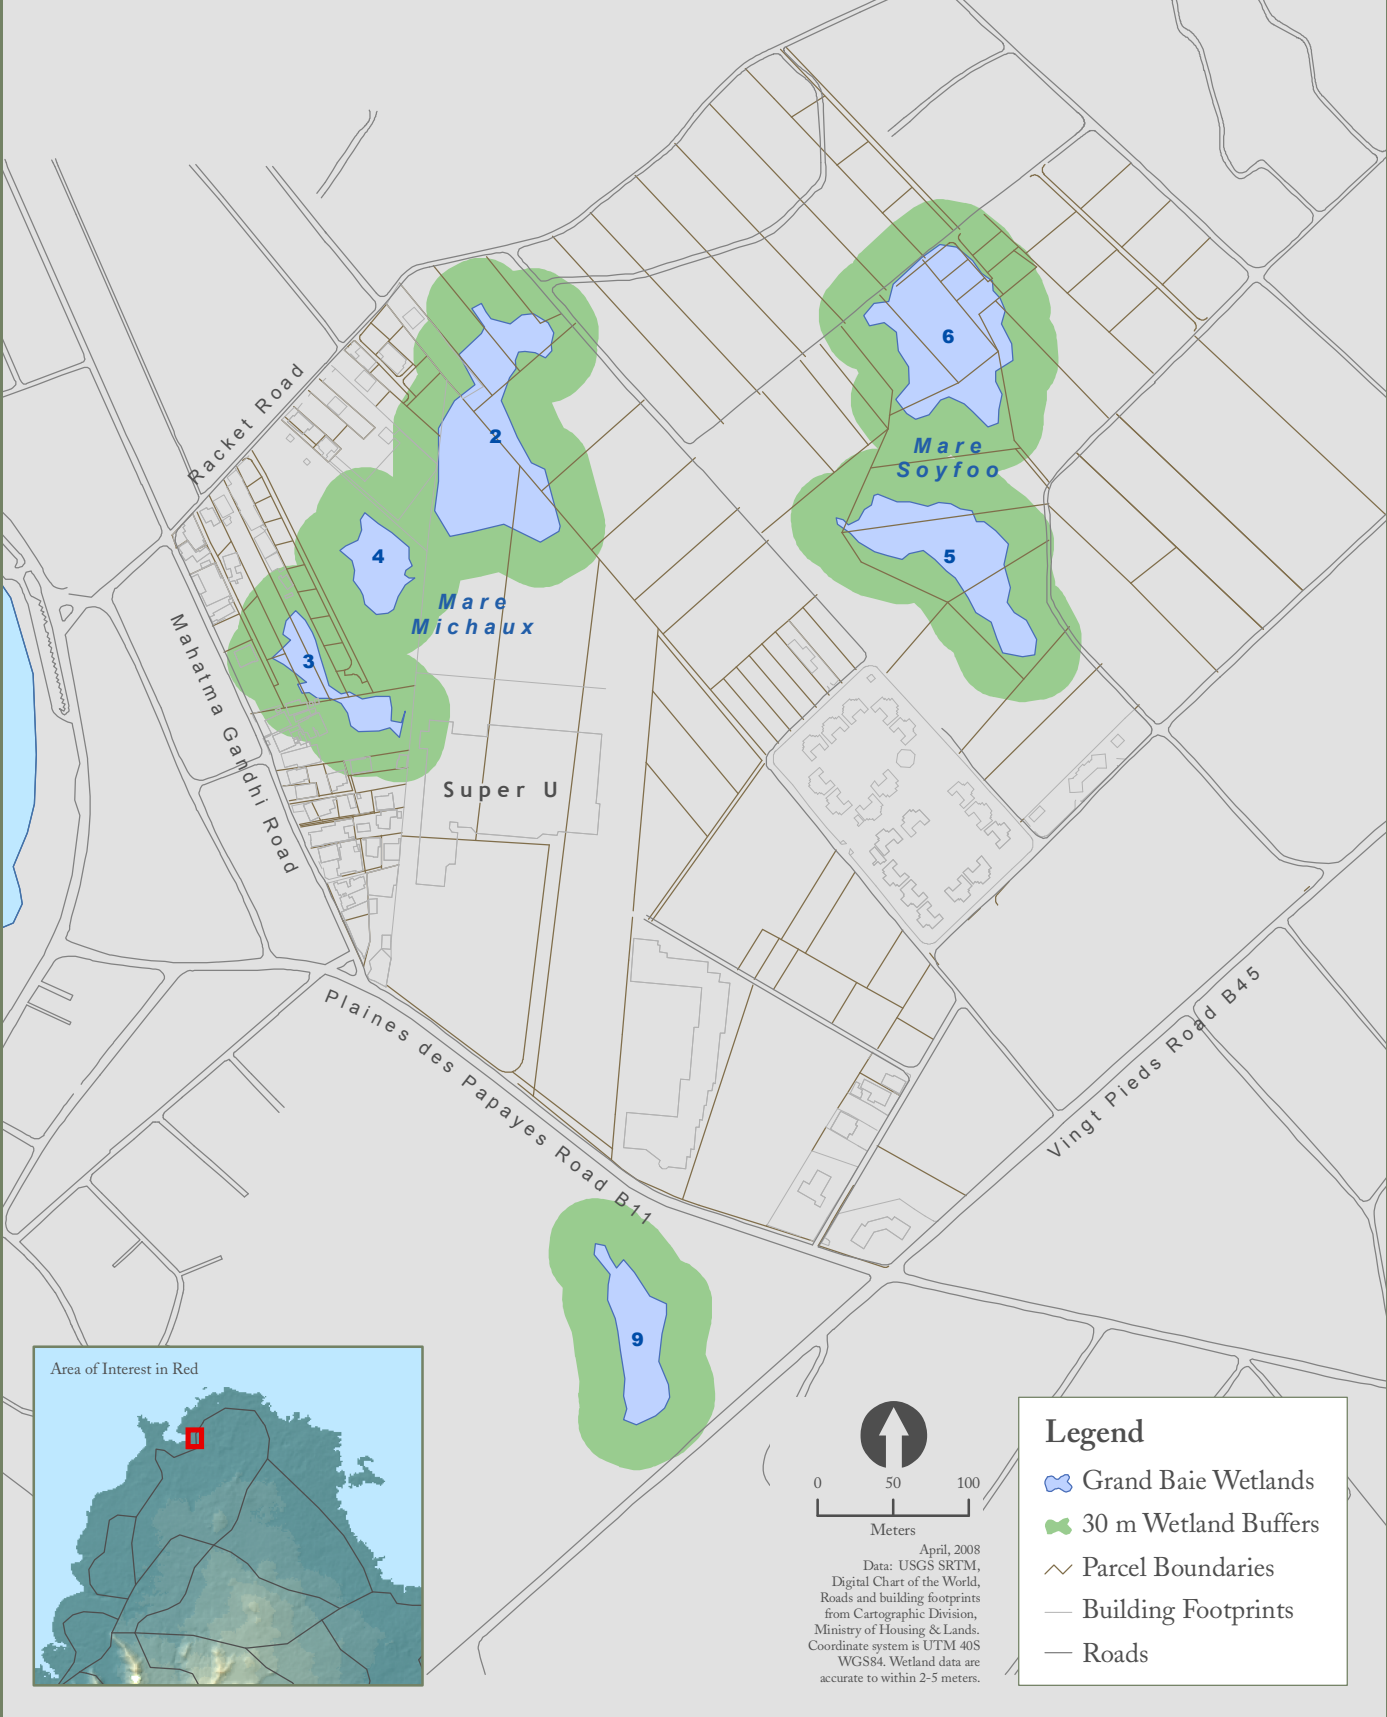 6
Mare
Soyfoo
5
2
4
Mare
Michaux
3
Racket Road
Mahatma Gandhi Road
Super U
Plaines des Papayes Road B11
Vingt Pieds Road B45
9
Area of Interest in Red
0 50 100
Meters
April, 2008
Data: USGS SRTM,
Digital Chart of the World,
Roads and building footprints
from Cartographic Division,
Ministry of Housing & Lands.
Coordinate system is UTM 40S
WGS84. Wetland data are
accurate to within 2-5 meters.
Legend
Grand Baie Wetlands
30 m Wetland Buffers
Parcel Boundaries
Building Footprints
Roads